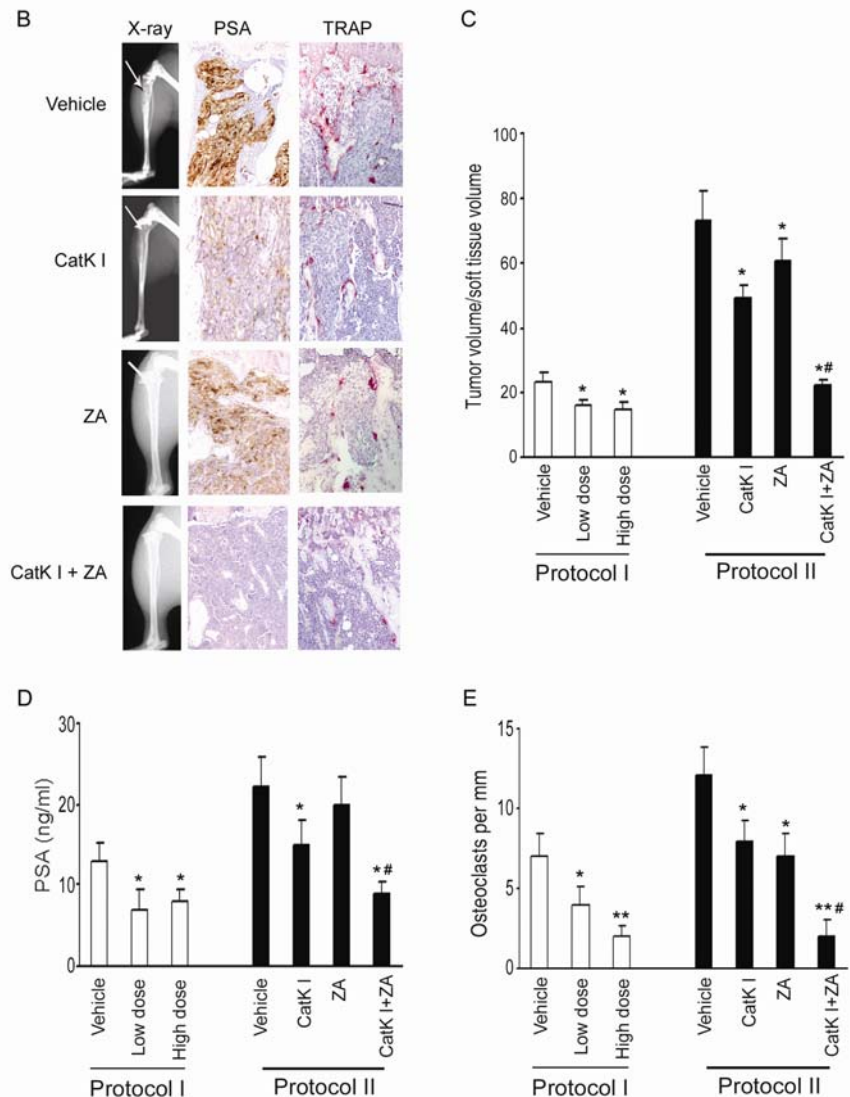 B
X-ray PSA TRAP
Vehicle
CatK I
ZA
CatK I + ZA
C
Tumor volume/soft tissue volume
100
80
60
40
20
0
* * * * *#
Vehicle
Low dose
High dose
Vehicle
CatK I
ZA
CatK I+ZA
Protocol I
Protocol II
D
PSA (ng/ml)
30
20
10
0
* * * *#
Vehicle
Low dose
High dose
Vehicle
CatK I
ZA
CatK I+ZA
Protocol I
Protocol II
E
Osteoclasts per mm
15
10
5
0
* ** * * **#
Vehicle
Low dose
High dose
Vehicle
CatK I
ZA
CatK I+ZA
Protocol I
Protocol II